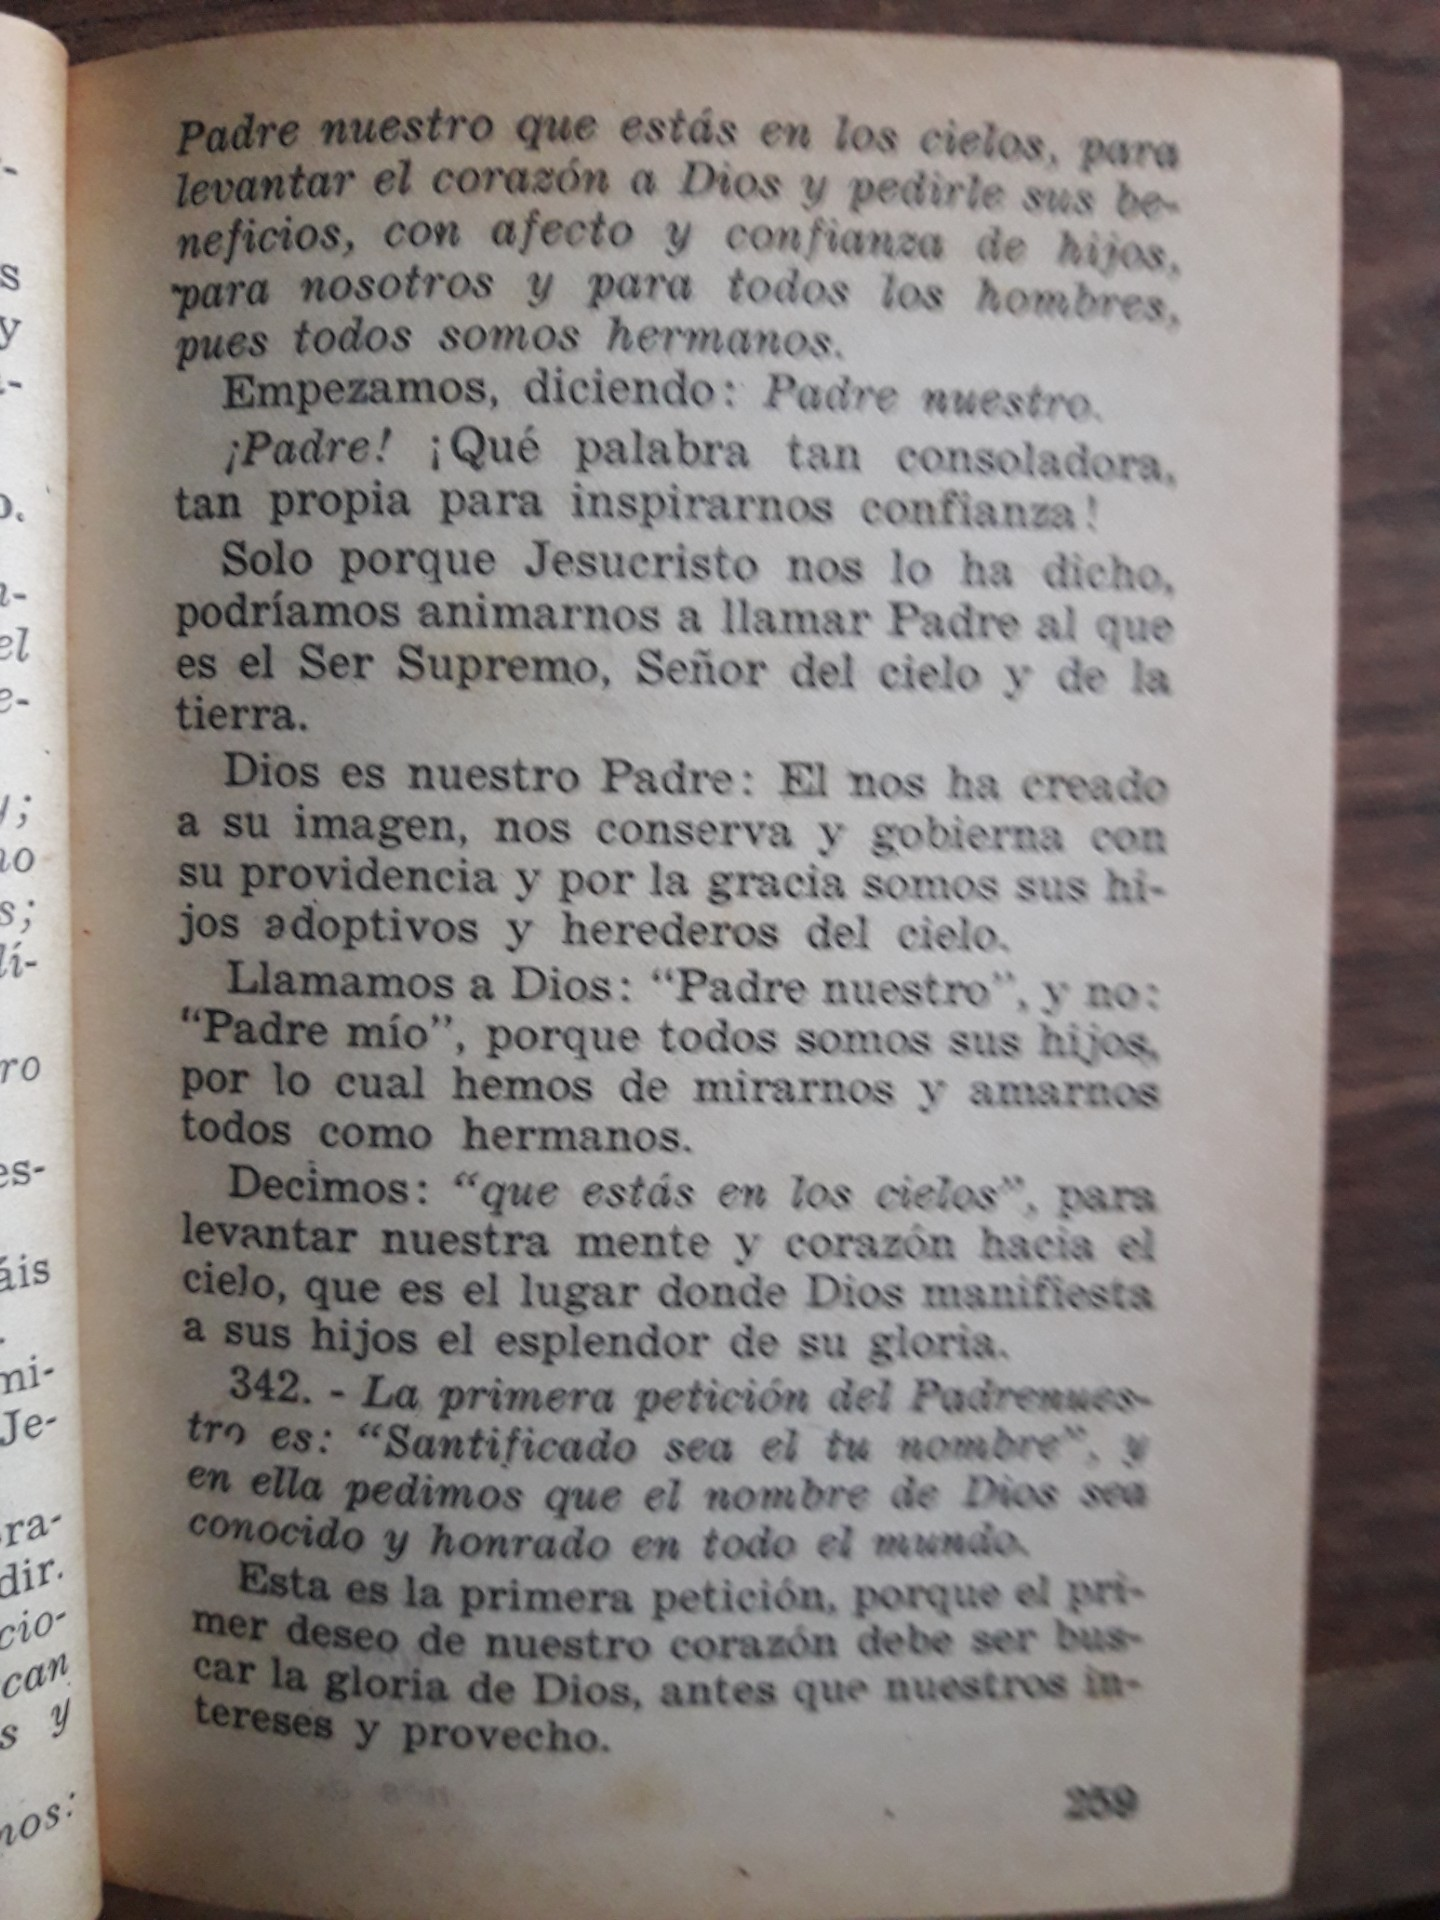 Padre nuestro que estás en los cielos, para
levantar el corazón a Dios y pedirle sus be-
neficios, con afecto y confianza de hijos,
para nosotros y para todos los hombres,
pues todos somos hermanos.
Empezamos, diciendo: Padre nuestro.
¡Padre! ¡Qué palabra tan consoladora,
tan propia para inspirarnos confianza!
Solo porque Jesucristo nos lo ha dicho,
podríamos animarnos a llamar Padre al que
es el Ser Supremo, Señor del cielo y de la
tierra.
Dios es nuestro Padre: El nos ha creado
a su imagen, nos conserva y gobierna con
su providencia y por la gracia somos sus hi-
jos adoptivos y herederos del cielo.
Llamamos a Dios: “Padre nuestro”, y no:
“Padre mío”, porque todos somos sus hijos,
por lo cual hemos de mirarnos y amarnos
todos como hermanos.
Decimos: “que estás en los cielos”, para
levantar nuestra mente y corazón hacia el
cielo, que es el lugar donde Dios manifiesta
a sus hijos el esplendor de su gloria.
342. - La primera petición del Padrenues-
tro es: “Santificado sea el tu nombre”, y
en ella pedimos que el nombre de Dios sea
conocido y honrado en todo el mundo.
Esta es la primera petición, porque el pri-
mer deseo de nuestro corazón debe ser bus-
car la gloria de Dios, antes que nuestros in-
tereses y provecho.
259